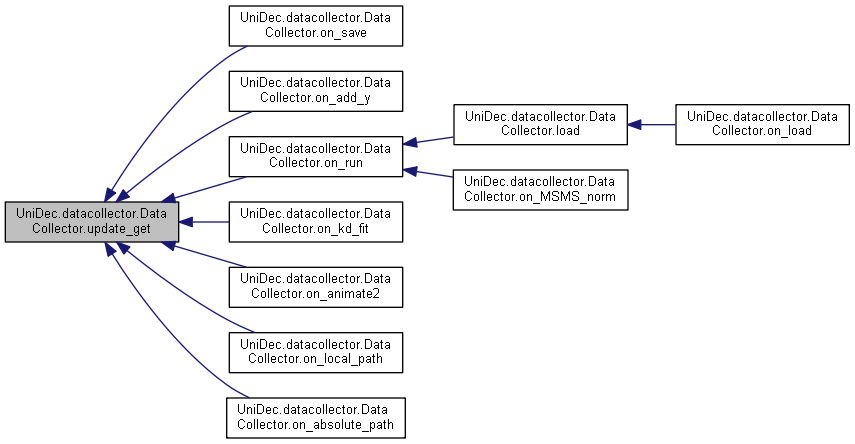 UniDec.datacollector.Data
Collector.on_save
UniDec.datacollector.Data
Collector.on_add_y
UniDec.datacollector.Data
Collector.on_run
UniDec.datacollector.Data
Collector.load
UniDec.datacollector.Data
Collector.on_load
UniDec.datacollector.Data
Collector.on_MSMS_norm
UniDec.datacollector.Data
Collector.update_get
UniDec.datacollector.Data
Collector.on_kd_fit
UniDec.datacollector.Data
Collector.on_animate2
UniDec.datacollector.Data
Collector.on_local_path
UniDec.datacollector.Data
Collector.on_absolute_path